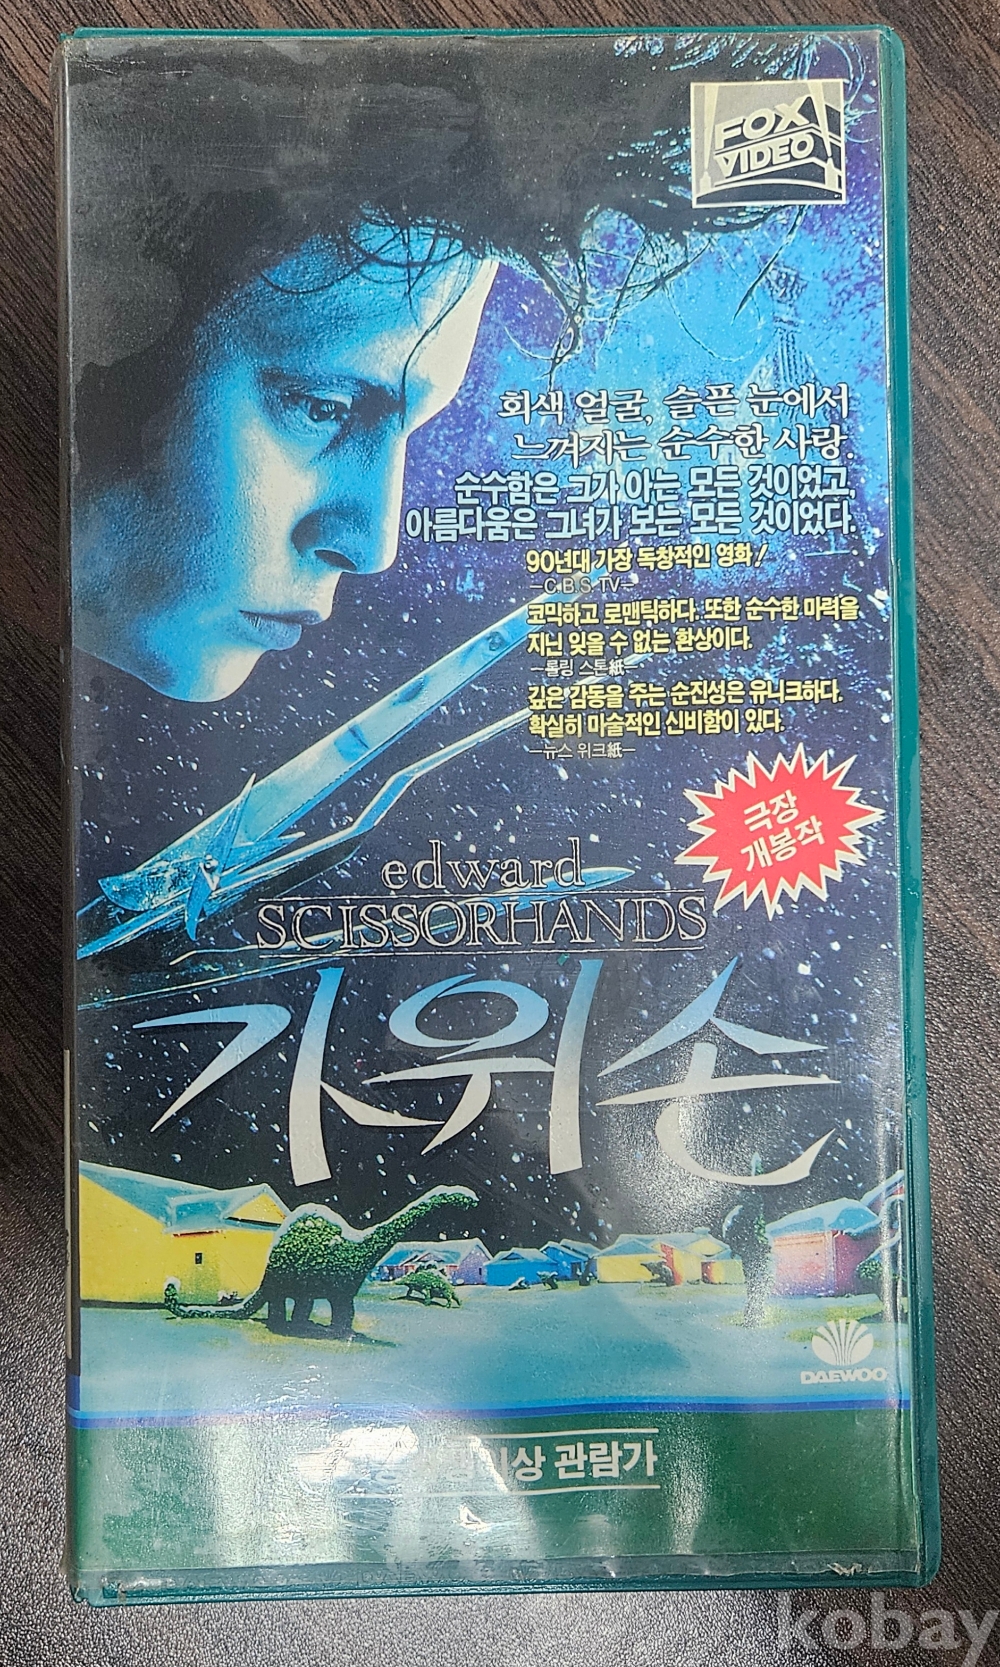 FOX
VIDEO
회색 얼굴, 슬픈 눈에서
느껴지는 순수한 사랑.
순수함은 그가 아는 모든 것이었고,
아름다움은 그녀가 보는 모든 것이었다.
90년대 가장 독창적인 영화!
—C.B.S. TV—
코믹하고 로맨틱하다. 또한 순수한 마력을
지닌 잊을 수 없는 환상이다.
—롤링 스톤紙—
깊은 감동을 주는 순진성은 유니크하다.
확실히 마술적인 신비함이 있다.
—뉴스 위크紙—
극장
개봉작
edward
SCISSORHANDS
가위손
DAEWOO
관람가
kobay